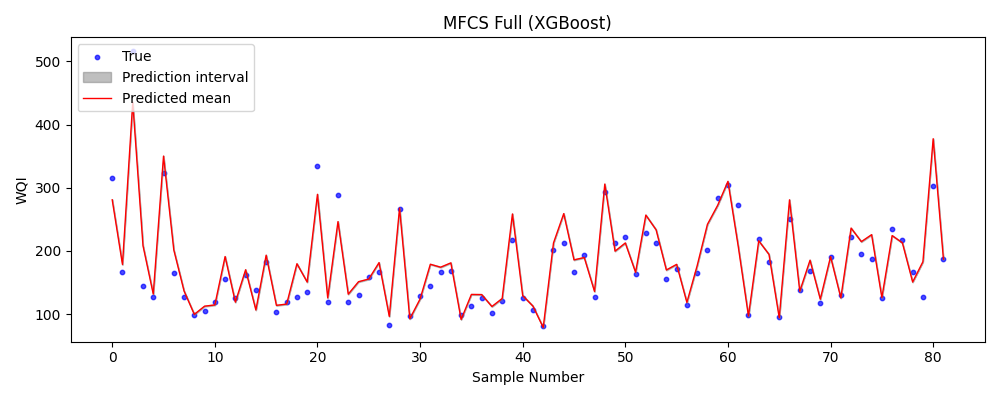 MFCS Full (XGBoost)
True
Prediction interval
Predicted mean
WQI
500
400
300
200
100
0 10 20 30 40 50 60 70 80
Sample Number